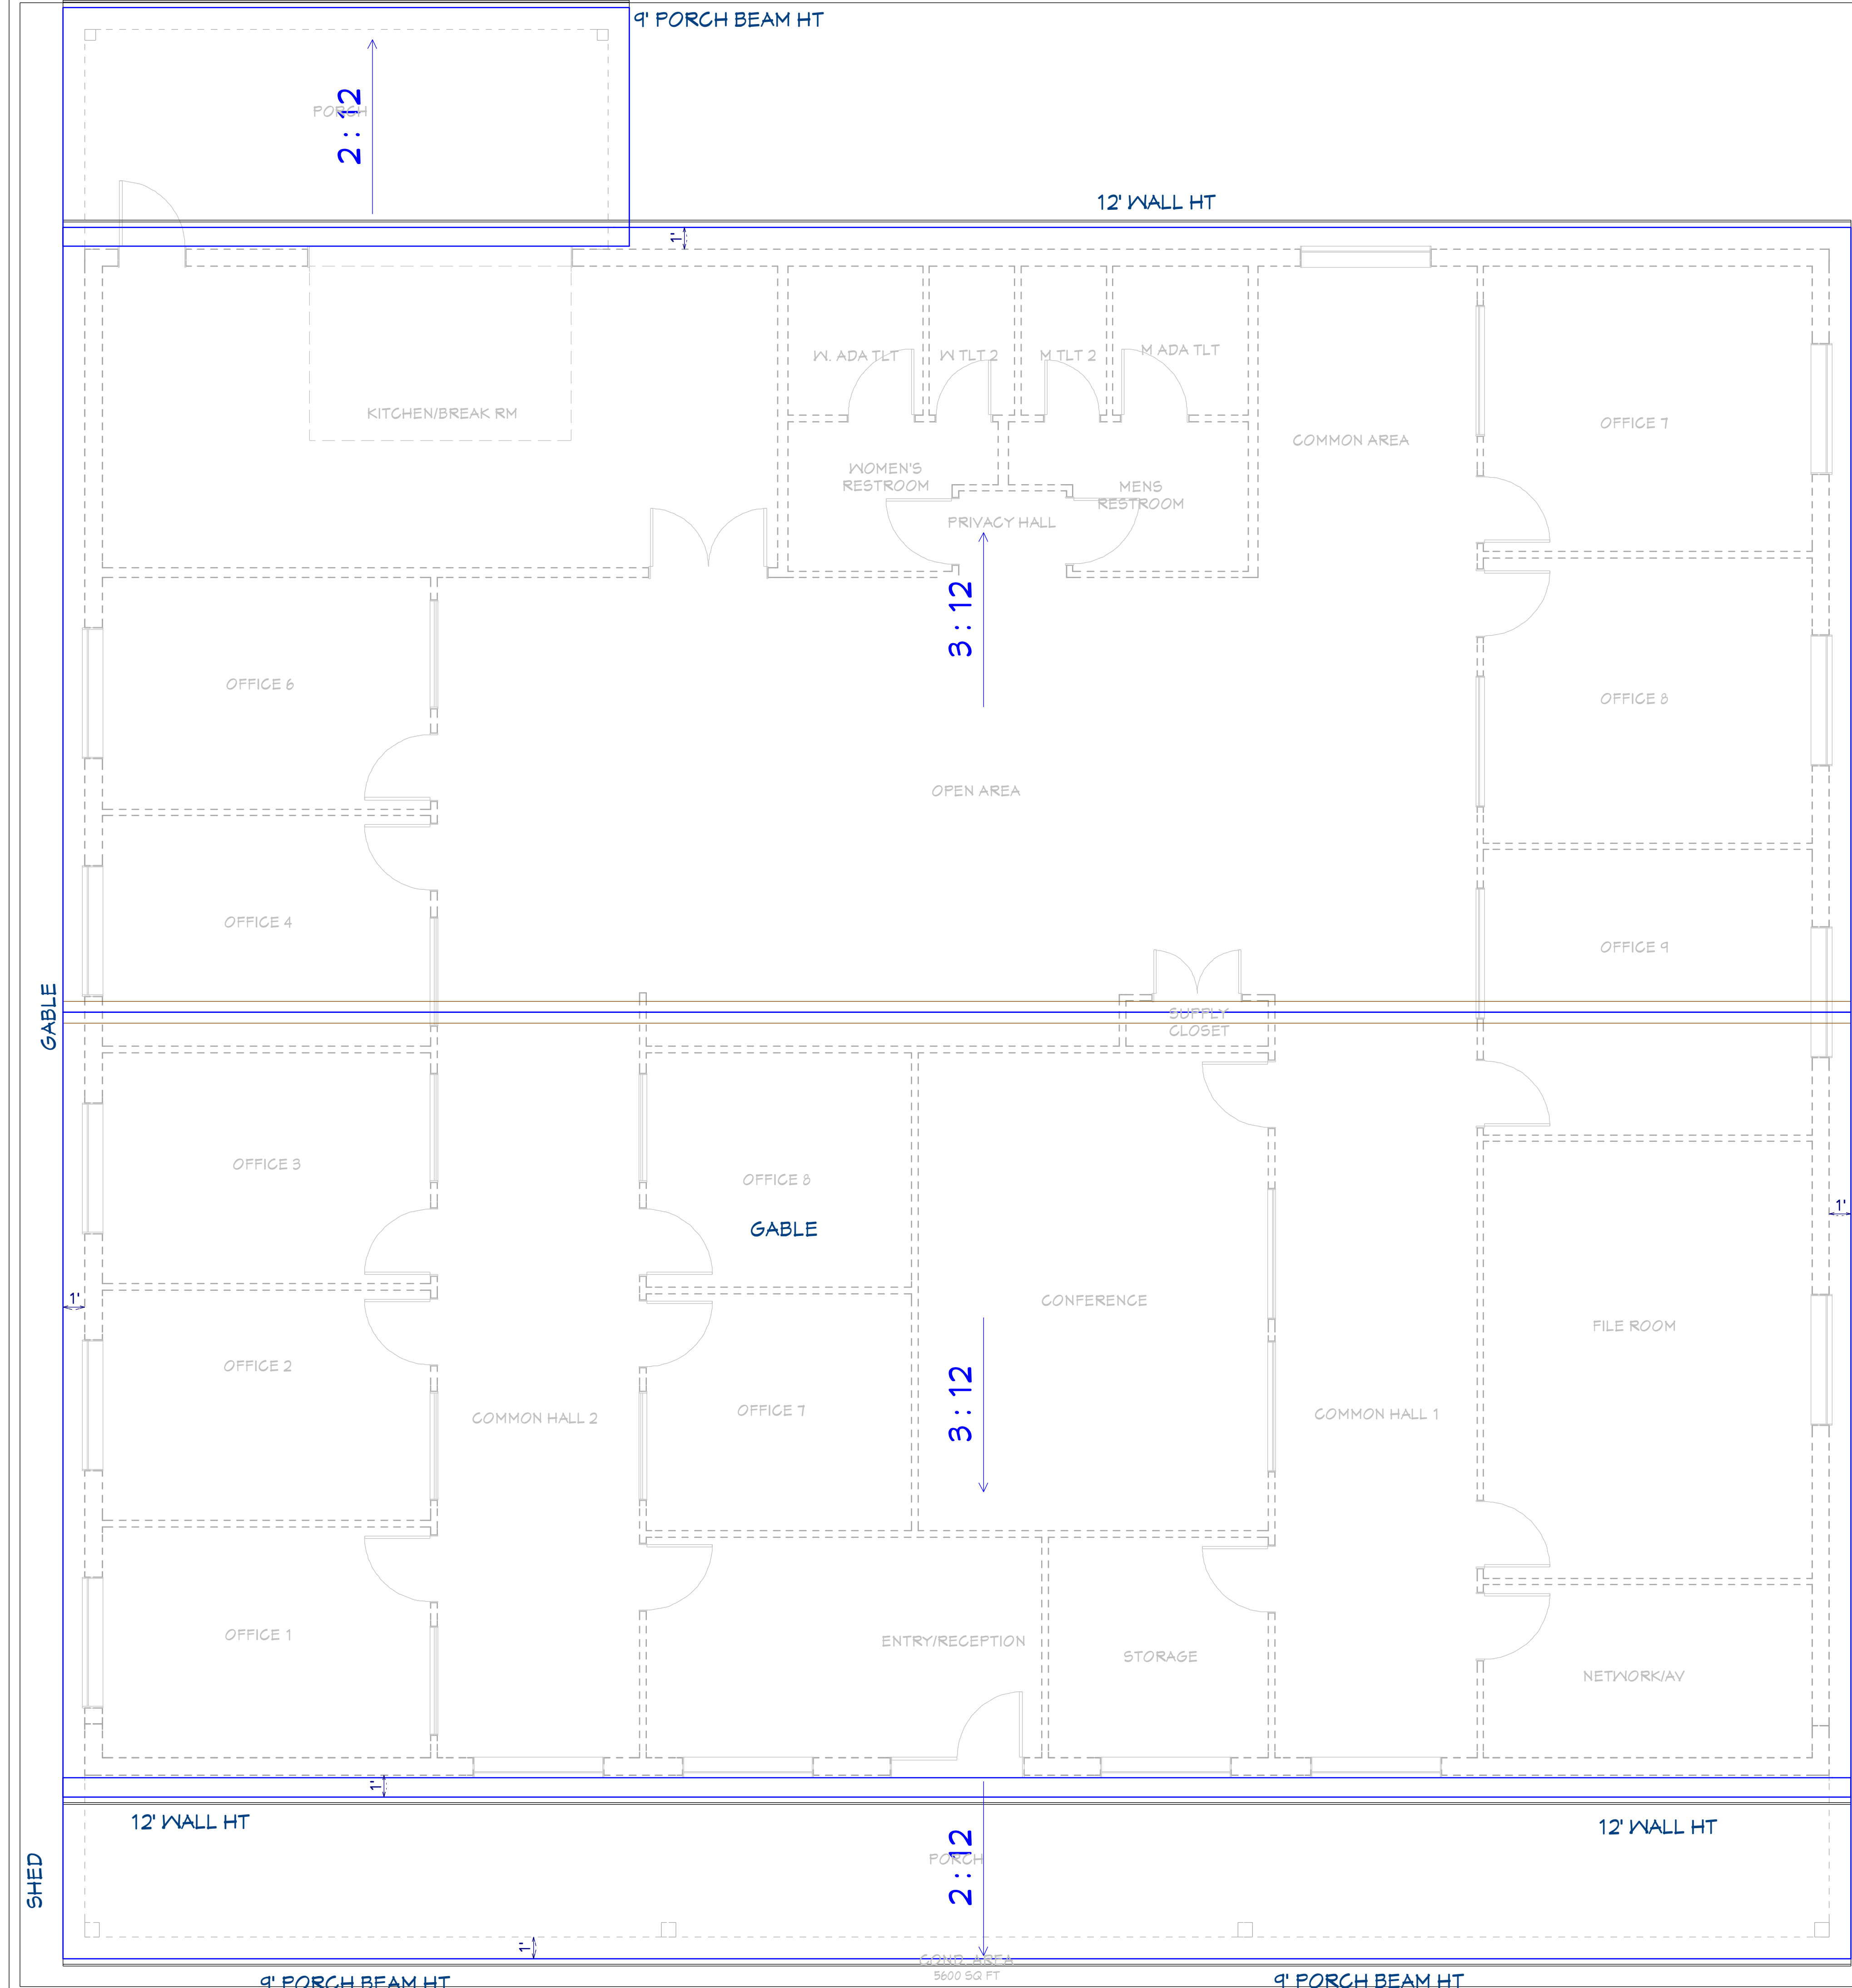 9' PORCH BEAM HT
PORCH
2 : 12
12' WALL HT
1'
W. ADA TLT
W TLT 2
M TLT 2
M ADA TLT
KITCHEN/BREAK RM
COMMON AREA
OFFICE 7
WOMEN'S
RESTROOM
MENS
RESTROOM
PRIVACY HALL
3 : 12
OFFICE 6
OFFICE 8
OPEN AREA
OFFICE 4
OFFICE 9
GABLE
SUPPLY
CLOSET
OFFICE 3
OFFICE 8
GABLE
1'
1'
CONFERENCE
FILE ROOM
OFFICE 2
COMMON HALL 2
OFFICE 7
3 : 12
COMMON HALL 1
OFFICE 1
ENTRY/RECEPTION
STORAGE
NETWORK/AV
1'
12' WALL HT
12' WALL HT
SHED
PORCH
2 : 12
1'
COND. AREA
5600 SQ FT
9' PORCH BEAM HT
9' PORCH BEAM HT